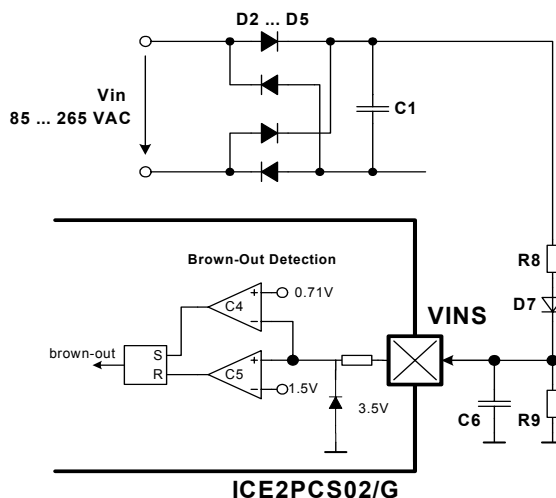 D2 ... D5
Vin
85 ... 265 VAC
C1
R8
Brown-Out Detection
D7
C4
+
−
0.71V
VINS
brown-out
S
R
C5
+
−
1.5V
3.5V
C6
R9
ICE2PCS02/G